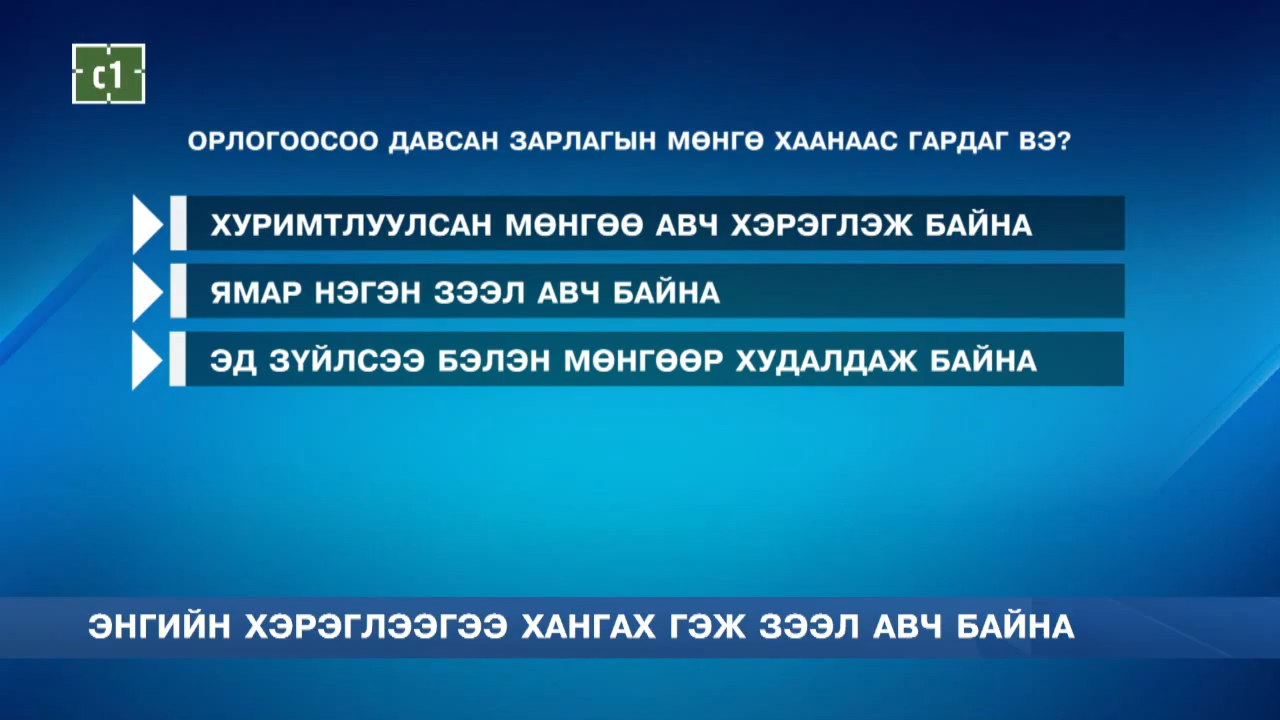 c1
ОРЛОГООСОО ДАВСАН ЗАРЛАГЫН МӨНГӨ ХААНААС ГАРДАГ ВЭ?
ХУРИМТЛУУЛСАН МӨНГӨӨ АВЧ ХЭРЭГЛЭЖ БАЙНА
ЯМАР НЭГЭН ЗЭЭЛ АВЧ БАЙНА
ЭД ЗҮЙЛСЭЭ БЭЛЭН МӨНГӨӨР ХУДАЛДАЖ БАЙНА
ЭНГИЙН ХЭРЭГЛЭЭГЭЭ ХАНГАХ ГЭЖ ЗЭЭЛ АВЧ БАЙНА